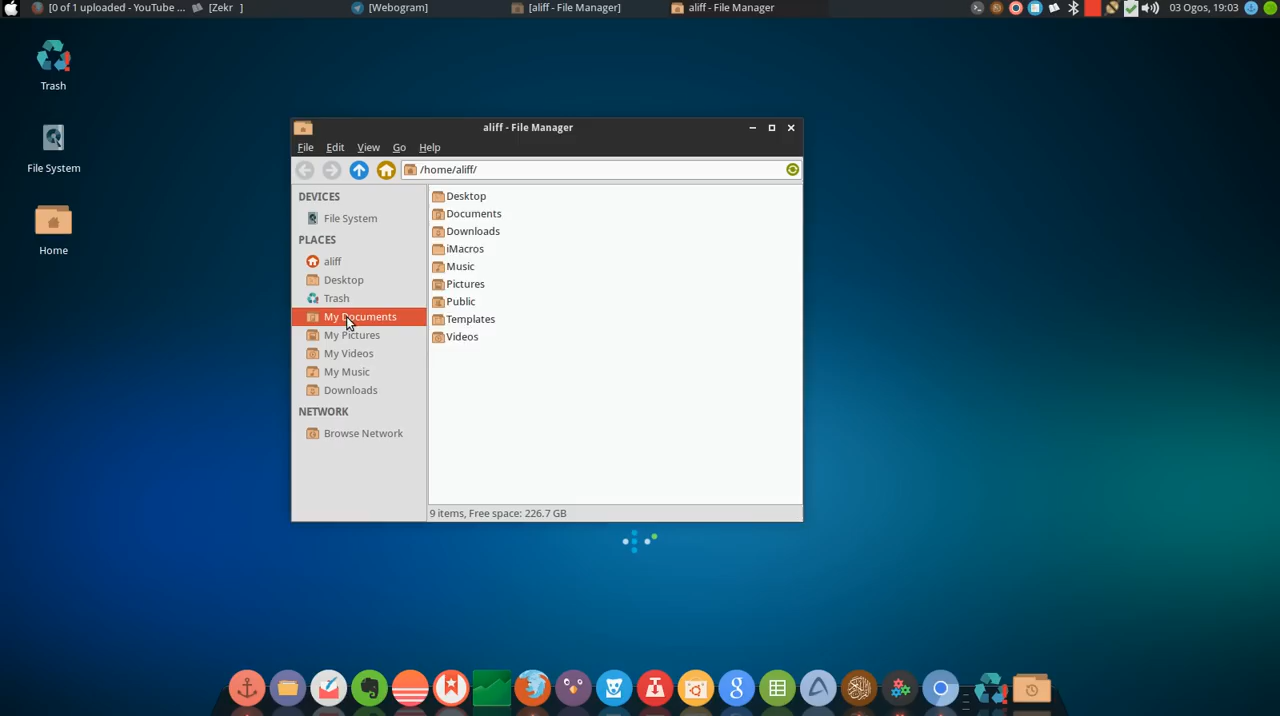 [0 of 1 uploaded - YouTube ...
[Zekr ]
[Webogram]
[aliff - File Manager]
aliff - File Manager
03 Ogos, 19:03
Trash
File System
Home
aliff - File Manager
File Edit View Go Help
/home/aliff/
DEVICES
File System
PLACES
aliff
Desktop
Trash
My Documents
My Pictures
My Videos
My Music
Downloads
NETWORK
Browse Network
Desktop
Documents
Downloads
iMacros
Music
Pictures
Public
Templates
Videos
9 items, Free space: 226.7 GB